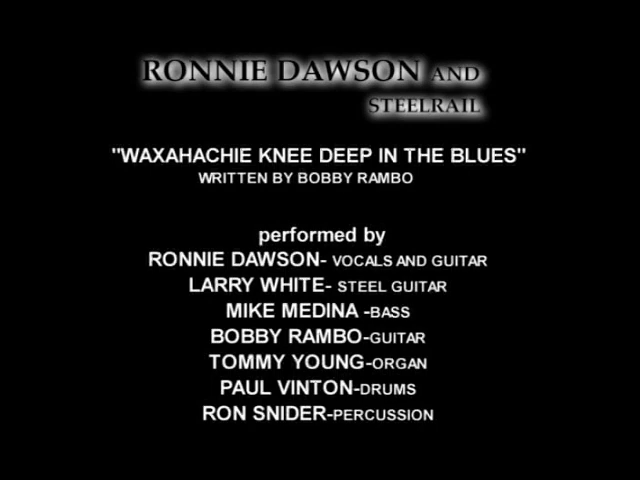 RONNIE DAWSON AND
STEELRAIL
"WAXAHACHIE KNEE DEEP IN THE BLUES"
WRITTEN BY BOBBY RAMBO
performed by
RONNIE DAWSON- VOCALS AND GUITAR
LARRY WHITE- STEEL GUITAR
MIKE MEDINA -BASS
BOBBY RAMBO-GUITAR
TOMMY YOUNG-ORGAN
PAUL VINTON-DRUMS
RON SNIDER-PERCUSSION